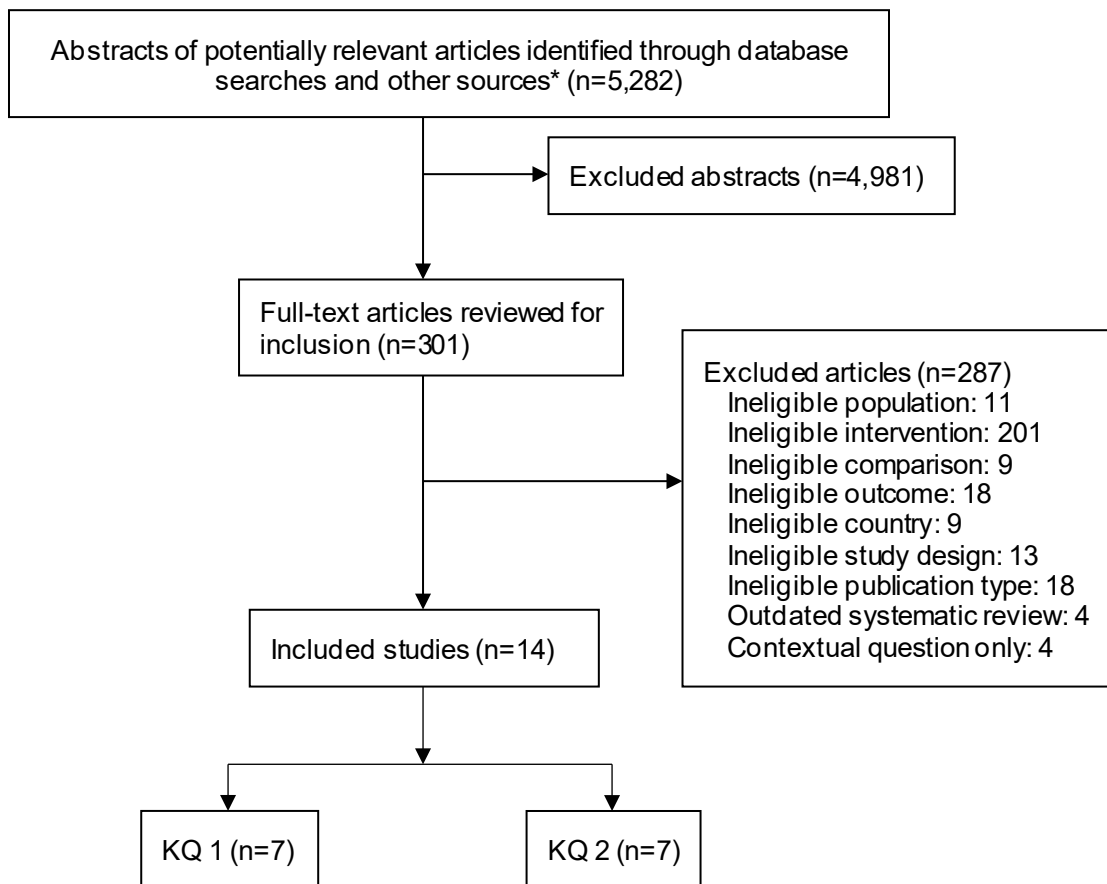 Abstracts of potentially relevant articles identified through database
searches and other sources* (n=5,282)
Excluded abstracts (n=4,981)
Full-text articles reviewed for
inclusion (n=301)
Excluded articles (n=287)
Ineligible population: 11
Ineligible intervention: 201
Ineligible comparison: 9
Ineligible outcome: 18
Ineligible country: 9
Ineligible study design: 13
Ineligible publication type: 18
Outdated systematic review: 4
Contextual question only: 4
Included studies (n=14)
KQ 1 (n=7)
KQ 2 (n=7)